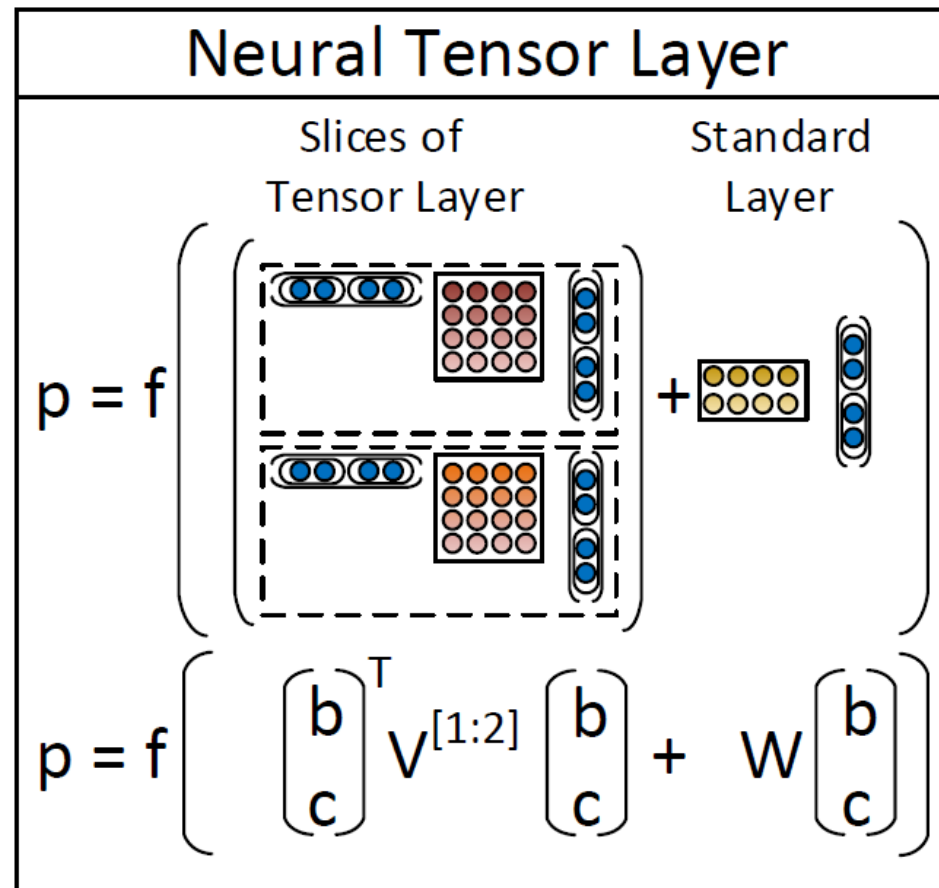 Neural Tensor Layer
Slices of Standard
Tensor Layer Layer
p = f +
p = f b T V[1:2] b + W b
c c c